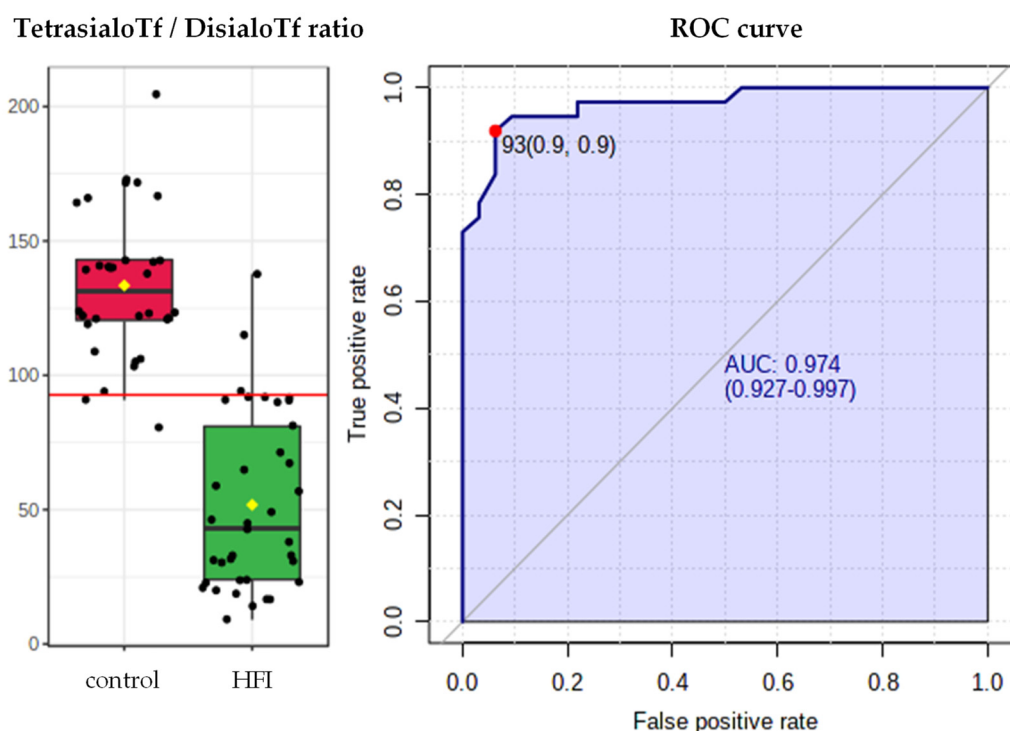 TetrasialoTf / DisialoTf ratio
200
150
100
50
0
control HFI
ROC curve
True positive rate
1.0
0.8
0.6
0.4
0.2
0.0
93(0.9, 0.9)
AUC: 0.974
(0.927-0.997)
0.0 0.2 0.4 0.6 0.8 1.0
False positive rate